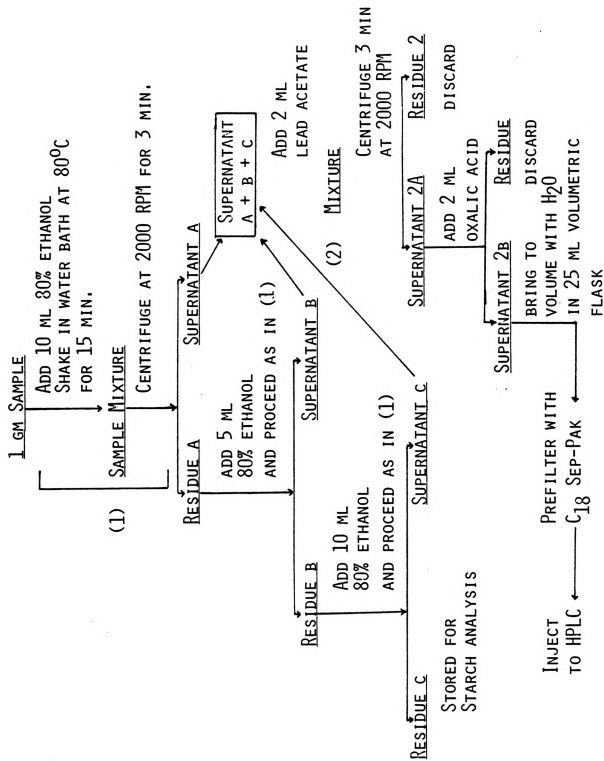 1 GM SAMPLE
ADD 10 ML 80% ETHANOL
SHAKE IN WATER BATH AT 80°C
FOR 15 MIN.
(1)
SAMPLE MIXTURE
CENTRIFUGE AT 2000 RPM FOR 3 MIN.
RESIDUE A
SUPERNATANT A
ADD 5 ML
80% ETHANOL
AND PROCEED AS IN (1)
SUPERNATANT
A + B + C
RESIDUE B
SUPERNATANT B
ADD 2 ML
LEAD ACETATE
ADD 10 ML
80% ETHANOL
AND PROCEED AS IN (1)
(2)
MIXTURE
CENTRIFUGE 3 MIN
AT 2000 RPM
RESIDUE C
SUPERNATANT C
SUPERNATANT 2A
RESIDUE 2
STORED FOR
STARCH ANALYSIS
DISCARD
ADD 2 ML
OXALIC ACID
SUPERNATANT 2B
RESIDUE
BRING TO
VOLUME WITH H2O
IN 25 ML VOLUMETRIC
FLASK
DISCARD
PREFILTER WITH
C18 SEP-PAK
INJECT
TO HPLC